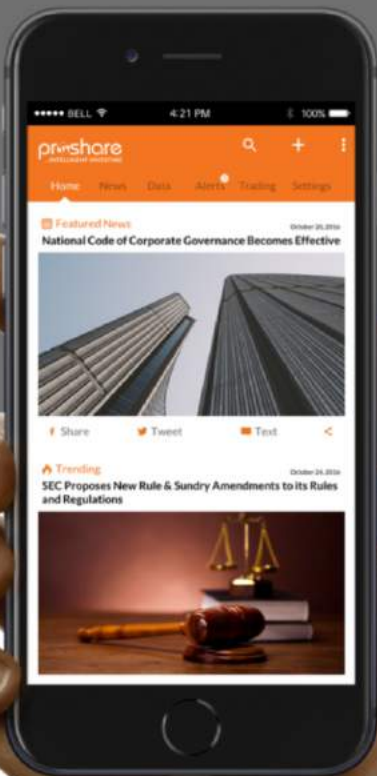 BELL 4:21 PM 100%
proshare
...INTELLIGENT INVESTING
Home News Data Alerts Trading Settings
Featured News October 20, 2016
National Code of Corporate Governance Becomes Effective
Share Tweet Text
Trending October 24, 2016
SEC Proposes New Rule & Sundry Amendments to its Rules
and Regulations